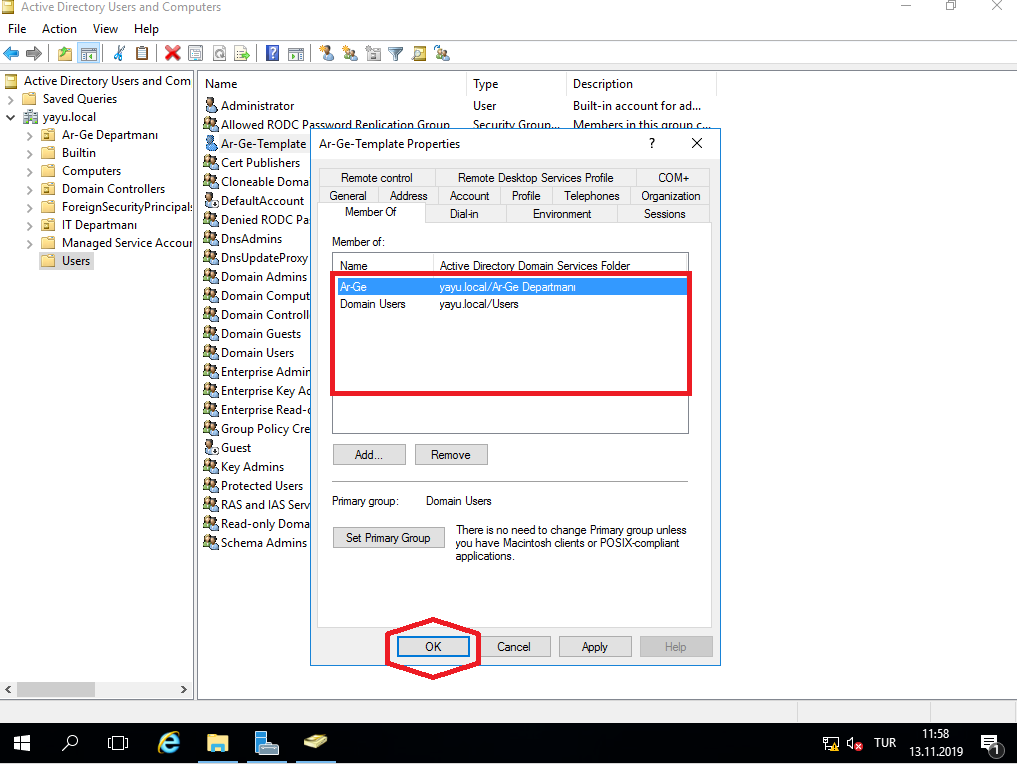 Active Directory Users and Computers
File Action View Help
Active Directory Users and Com
Saved Queries
yayu.local
Ar-Ge Departmanı
Builtin
Computers
Domain Controllers
ForeignSecurityPrincipals
IT Departmanı
Managed Service Accour
Users
Name Type Description
Administrator User Built-in account for ad...
Allowed RODC Password Replication Group Security Group... Members in this group c...
Ar-Ge-Template
Cert Publishers
Cloneable Doma
DefaultAccount
Denied RODC Pa
DnsAdmins
DnsUpdateProxy
Domain Admins
Domain Comput
Domain Controll
Domain Guests
Domain Users
Enterprise Admin
Enterprise Key Ad
Enterprise Read-o
Group Policy Cre
Guest
Key Admins
Protected Users
RAS and IAS Serv
Read-only Doma
Schema Admins
Ar-Ge-Template Properties ?
Remote control Remote Desktop Services Profile COM+
General Address Account Profile Telephones Organization
Member Of Dial-in Environment Sessions
Member of:
Name Active Directory Domain Services Folder
Ar-Ge yayu.local/Ar-Ge Departmanı
Domain Users yayu.local/Users
Add... Remove
Primary group: Domain Users
Set Primary Group
There is no need to change Primary group unless
you have Macintosh clients or POSIX-compliant
applications.
OK Cancel Apply Help
TUR
11:58
13.11.2019
1